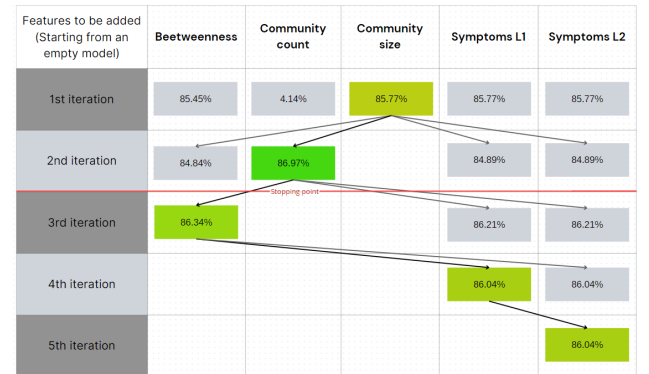 Features to be added
(Starting from an
empty model)
Beetweenness
Community
count
Community
size
Symptoms L1
Symptoms L2
1st iteration
85.45%
4.14%
85.77%
85.77%
85.77%
2nd iteration
84.84%
86.97%
84.89%
84.89%
Stopping point
3rd iteration
86.34%
86.21%
86.21%
4th iteration
86.04%
86.04%
5th iteration
86.04%